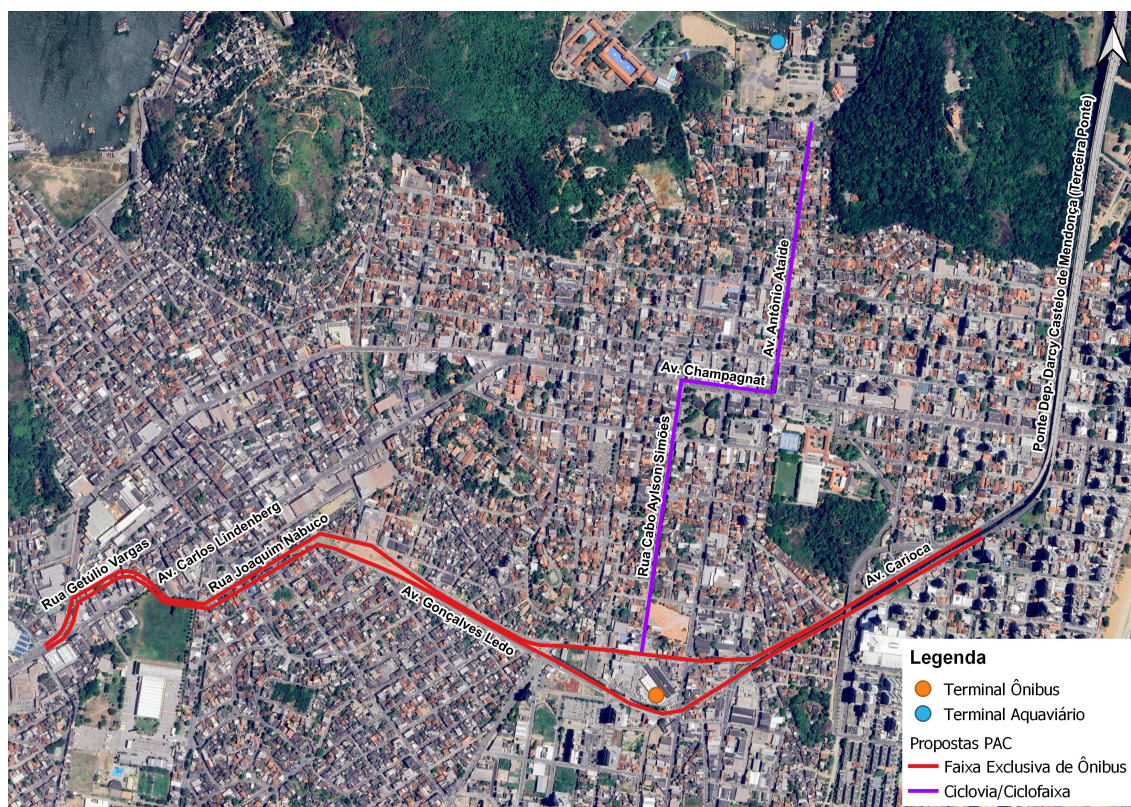 Ponte Dep. Darcy Castelo de Mendonça (Terceira Ponte)
Av. Antônio Ataide
Av. Champagnat
Rua Cabo Aylson Simões
Av. Carlos Lindenberg
Rua Joaquim Nabuco
Rua Getúlio Vargas
Av. Carioca
Av. Gonçalves Ledo
Legenda
Terminal Ônibus
Terminal Aquaviário
Propostas PAC
Faixa Exclusiva de Ônibus
Ciclovia/Ciclofaixa